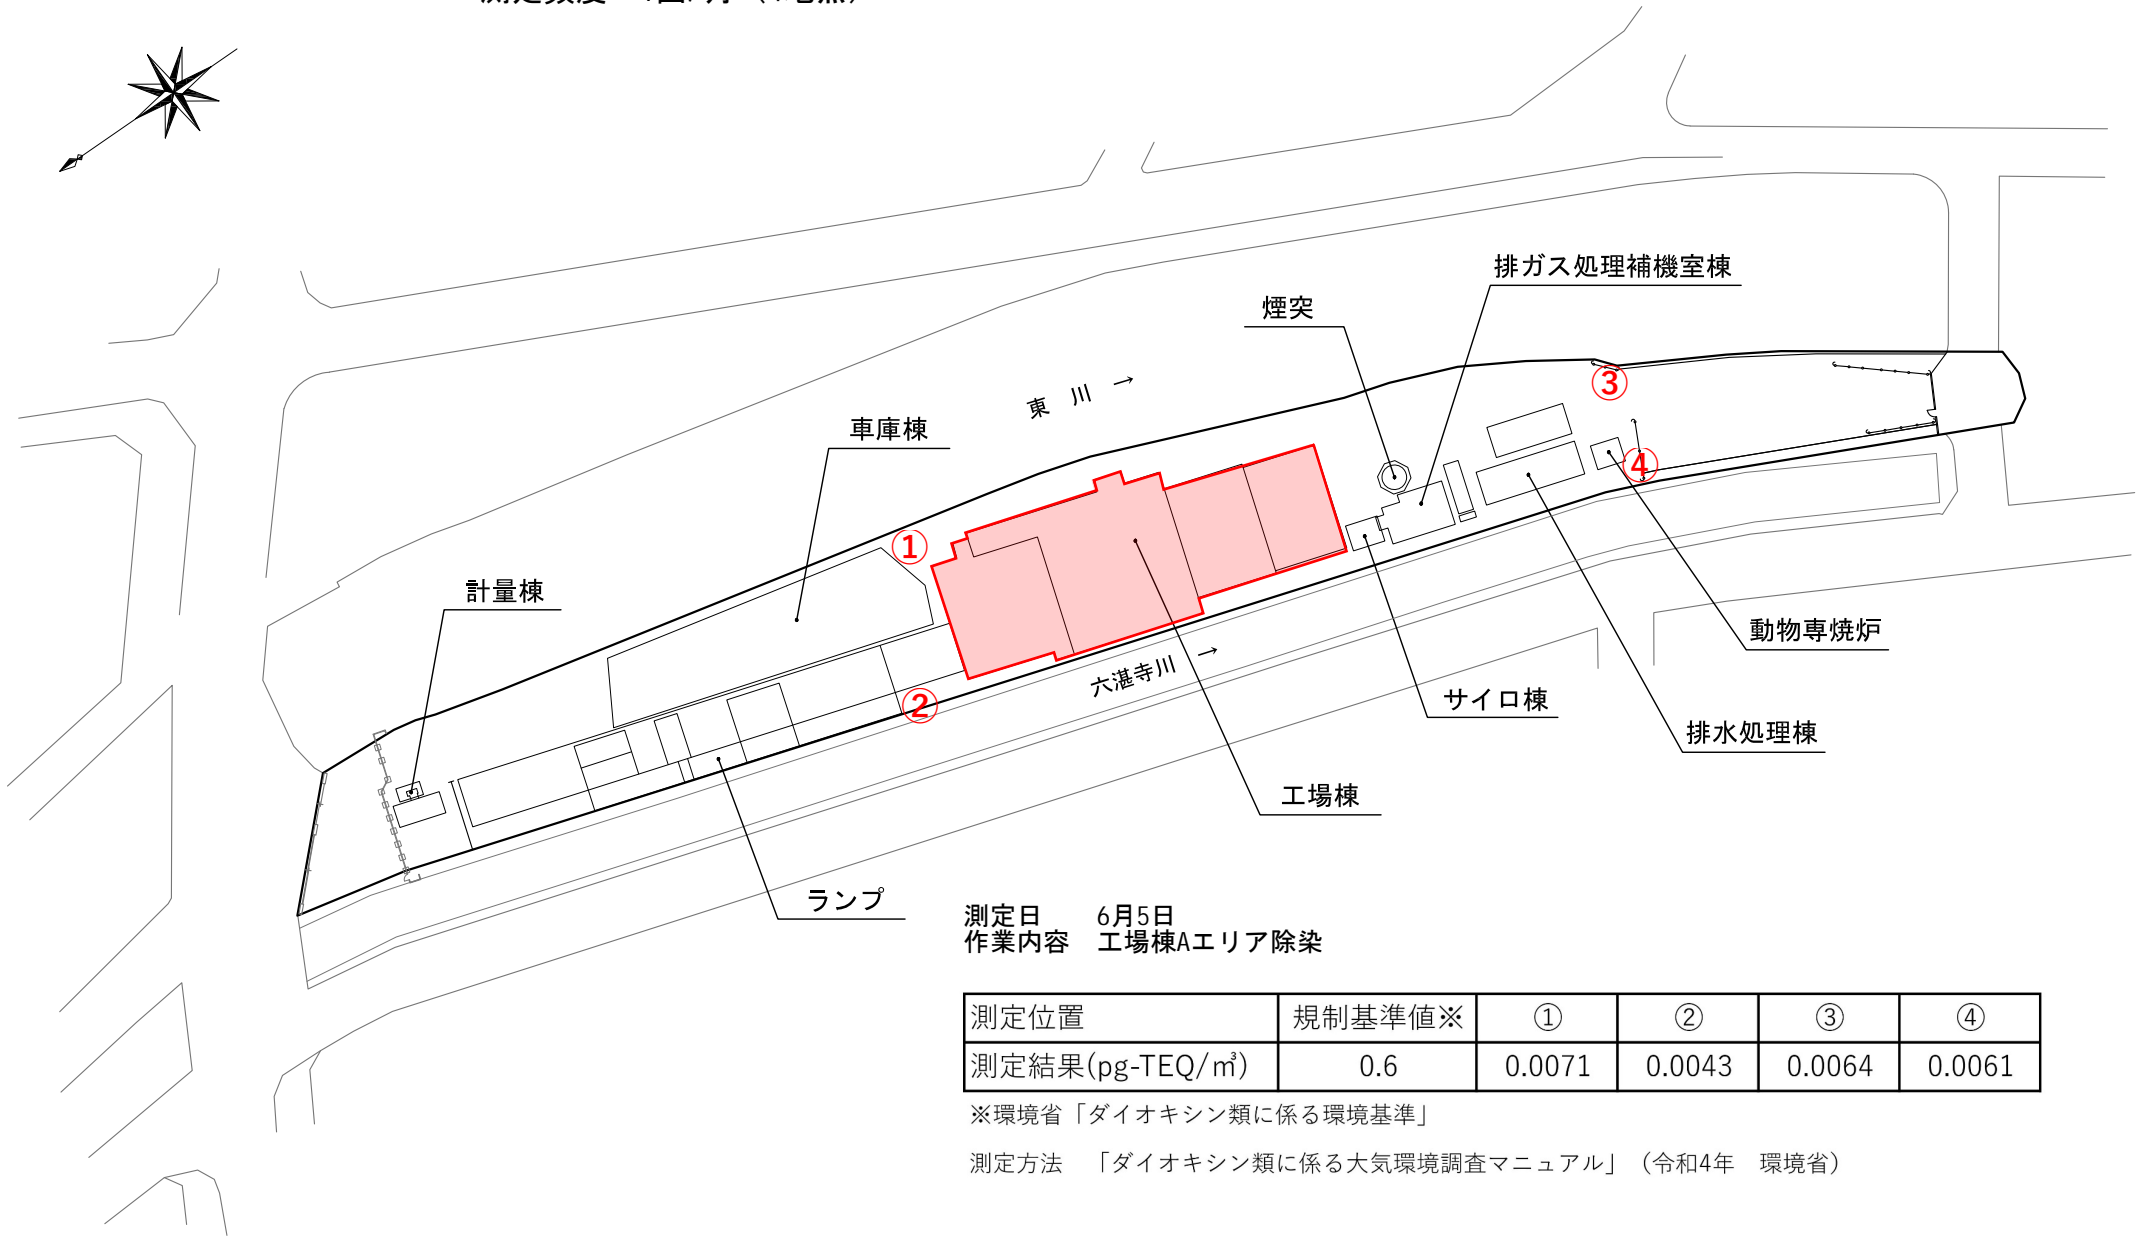 排ガス処理補機室棟
煙突
③
東 川 →
車庫棟
④
①
計量棟
動物専焼炉
六湛寺川 →
サイロ棟
②
排水処理棟
工場棟
ランプ
測定日 6月5日
作業内容 工場棟Aエリア除染
測定位置 規制基準値※ ① ② ③ ④
測定結果(pg-TEQ/㎥) 0.6 0.0071 0.0043 0.0064 0.0061
※環境省「ダイオキシン類に係る環境基準」
測定方法 「ダイオキシン類に係る大気環境調査マニュアル」（令和4年 環境省）